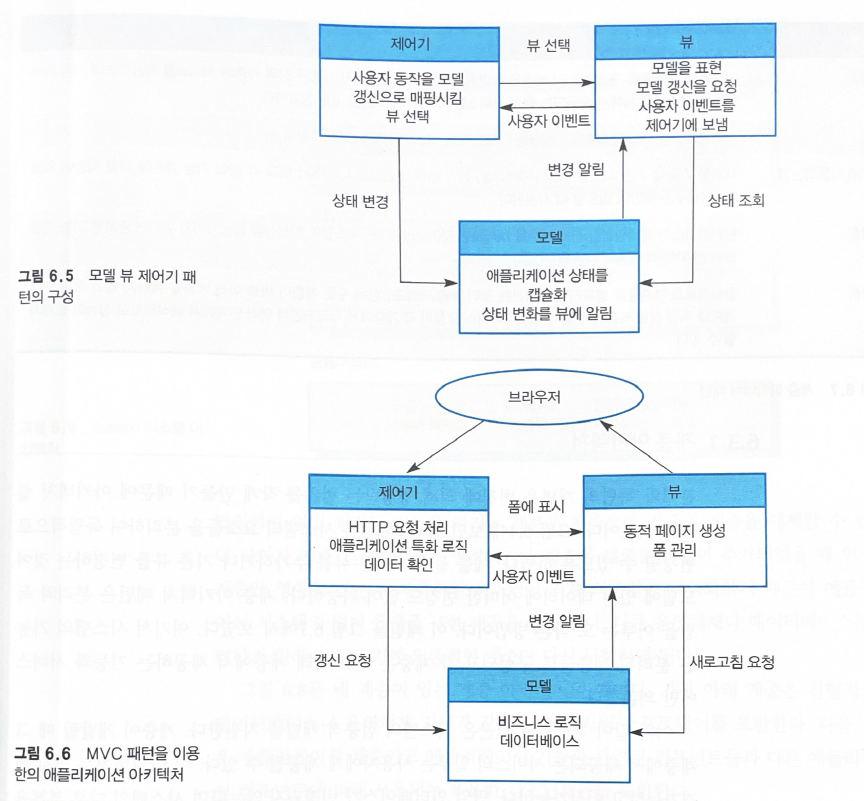 제어기
뷰 선택
뷰
사용자 동작을 모델
갱신으로 매핑시킴
뷰 선택
모델을 표현
모델 갱신을 요청
사용자 이벤트를
제어기에 보냄
사용자 이벤트
변경 알림
상태 변경
상태 조회
모델
애플리케이션 상태를
캡슐화
상태 변화를 뷰에 알림
그림 6.5 모델 뷰 제어기 패
턴의 구성
브라우저
제어기
뷰
폼에 표시
HTTP 요청 처리
애플리케이션 특화 로직
데이터 확인
동적 페이지 생성
폼 관리
사용자 이벤트
변경 알림
갱신 요청
새로고침 요청
모델
비즈니스 로직
데이터베이스
그림 6.6 MVC 패턴을 이용
한의 애플리케이션 아키텍처